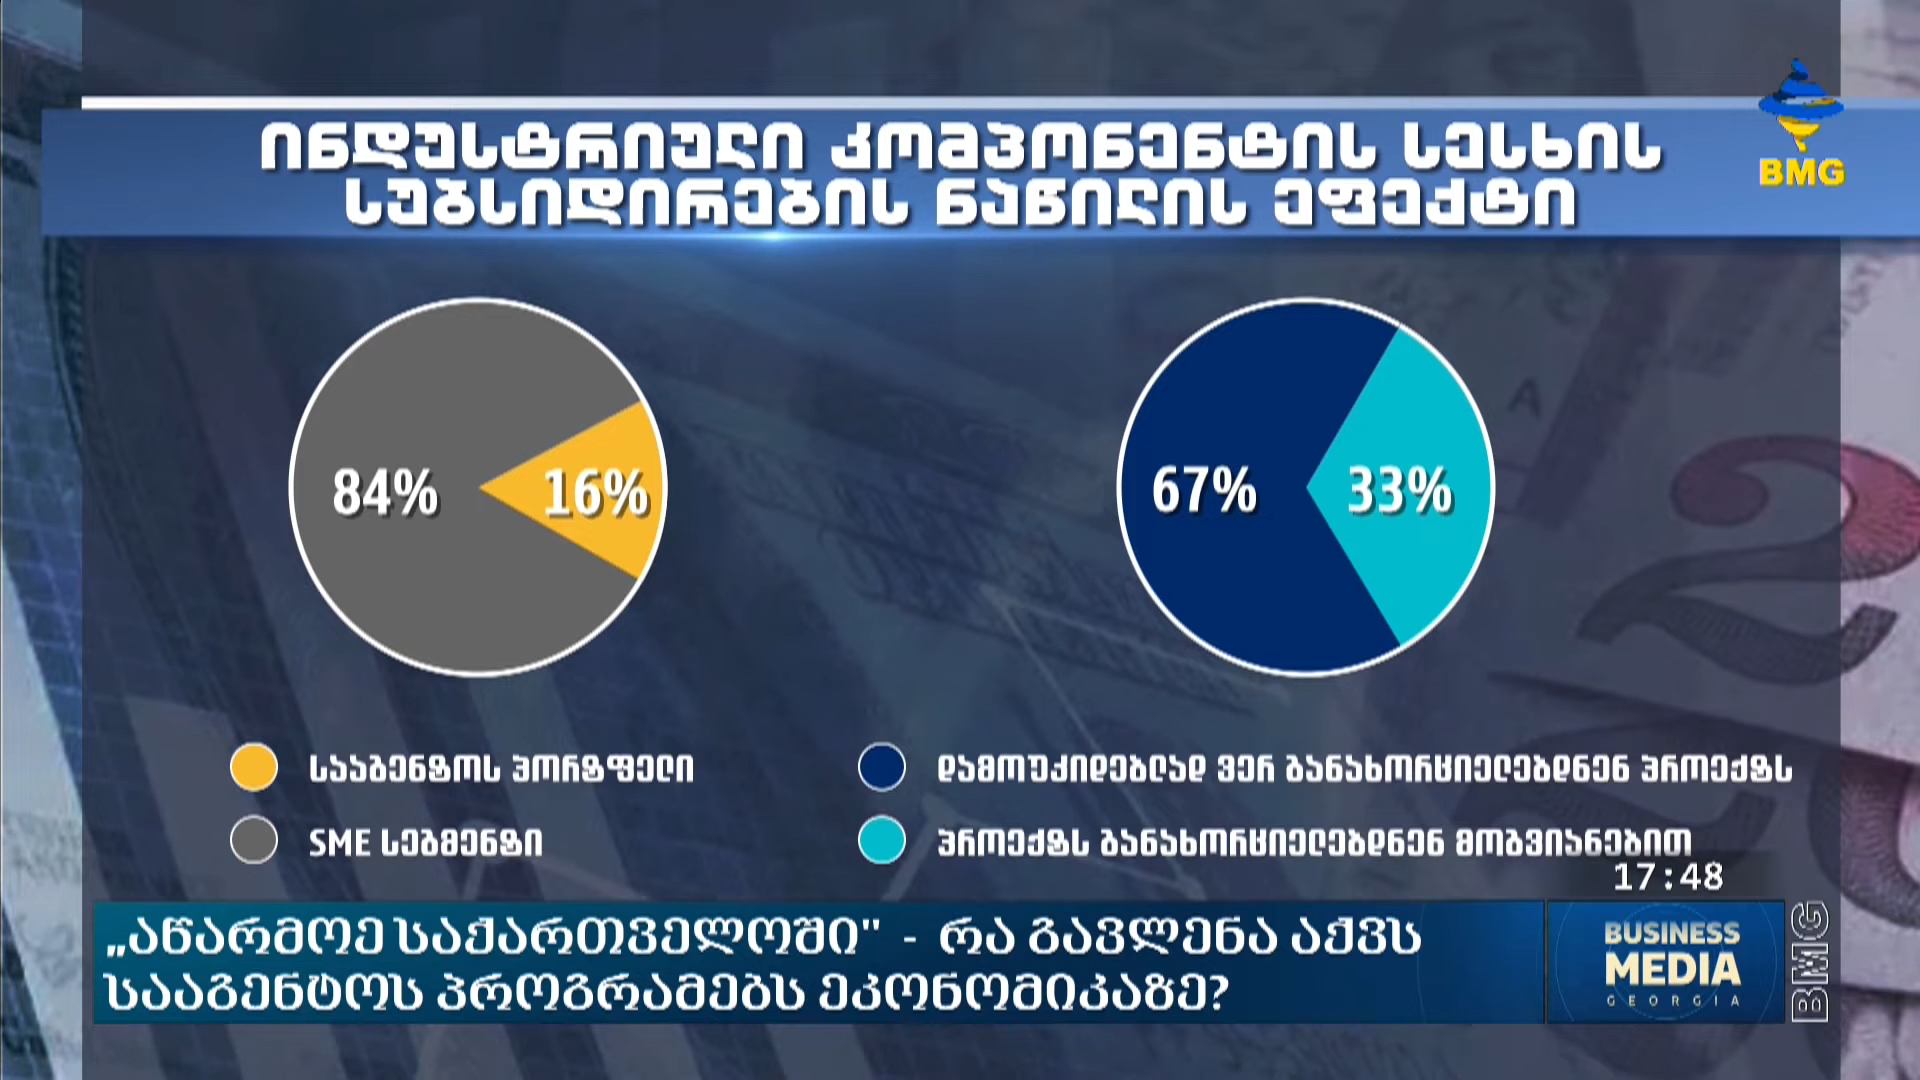 ინდუსტრიული კომპონენტის სესხის
სუბსიდირების ნაწილის ეფექტი
BMG
84%
16%
67%
33%
სააგენტოს პორტფელი
SME სეგმენტი
დამოუკიდებლად ვერ განახორციელებდნენ პროექტს
პროექტს განახორციელებდნენ მოგვიანებით
17:48
„აწარმოე საქართველოში" - რა გავლენა აქვს
სააგენტოს პროგრამებს ეკონომიკაზე?
BUSINESS
MEDIA
GEORGIA
BMG